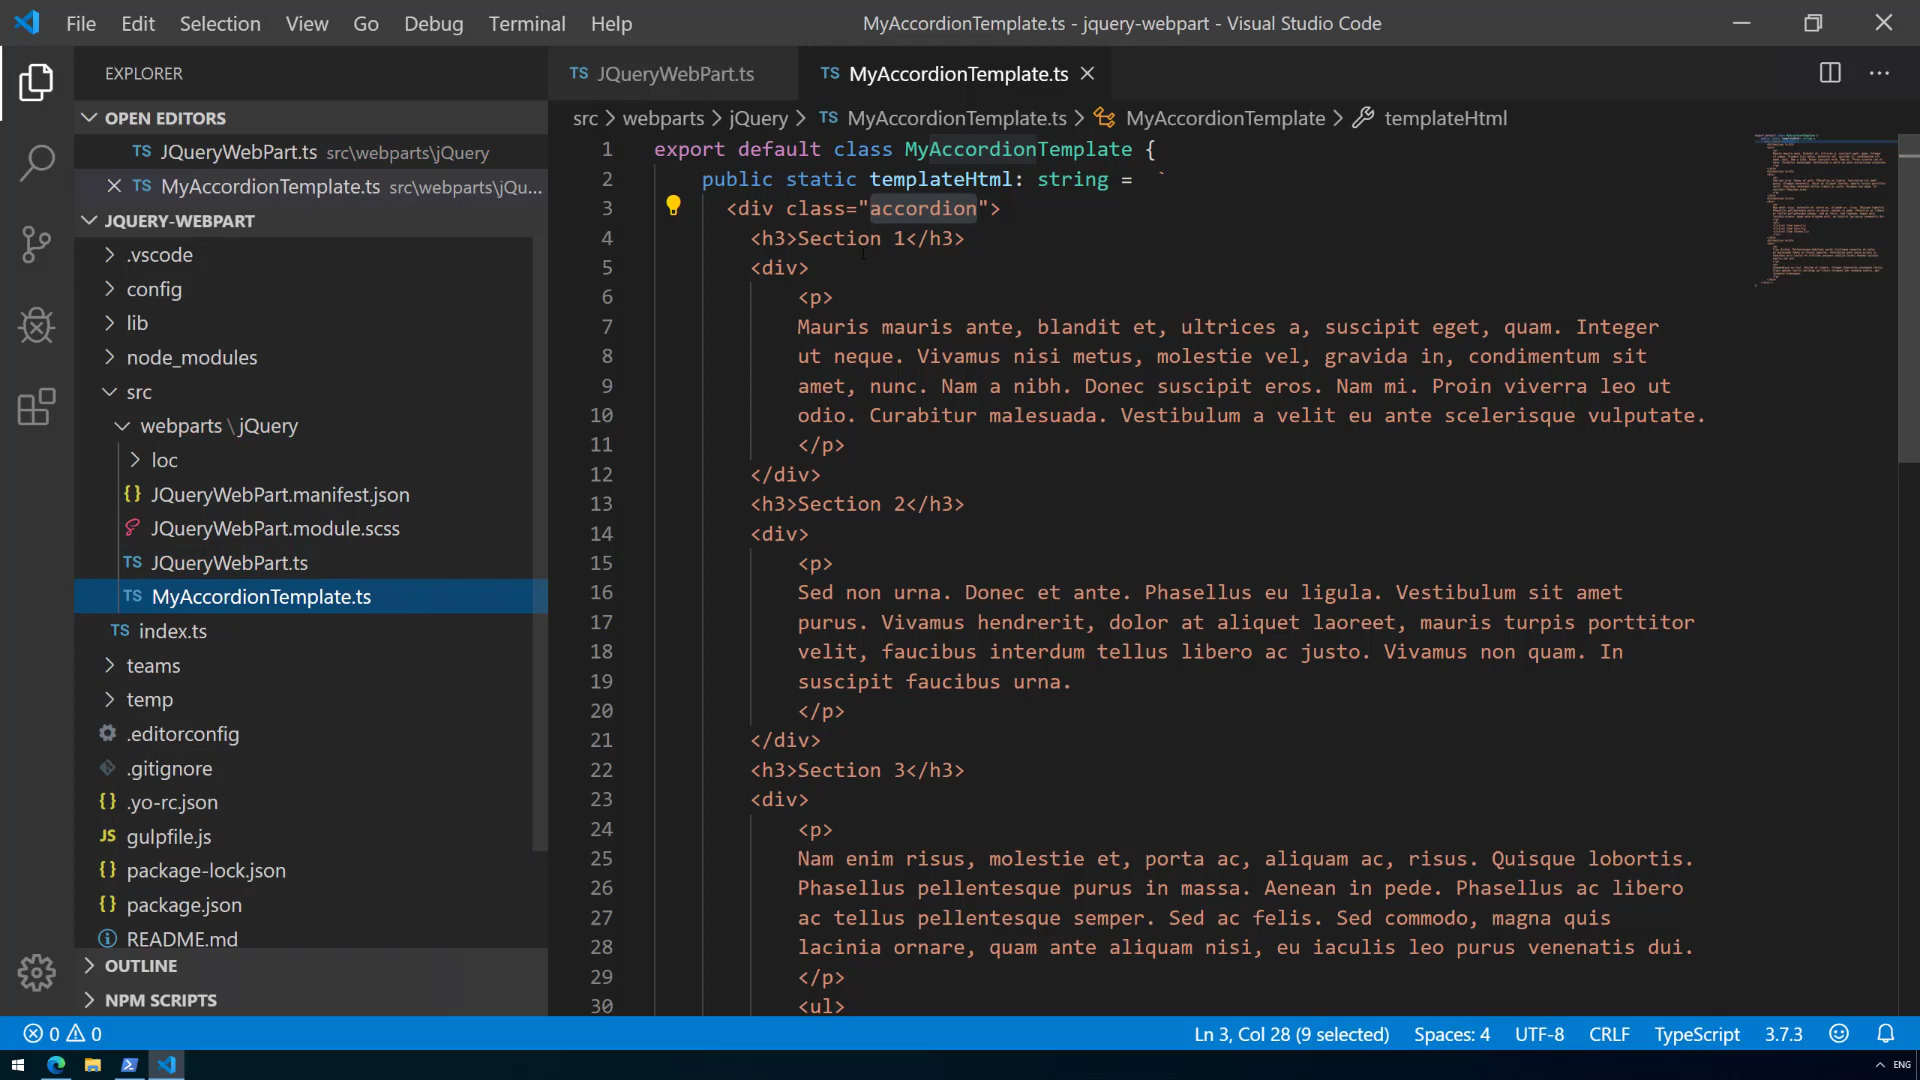 File Edit Selection View Go Debug Terminal Help
MyAccordionTemplate.ts - jquery-webpart - Visual Studio Code
EXPLORER
OPEN EDITORS
TS JQueryWebPart.ts src\webparts\jQuery
TS MyAccordionTemplate.ts src\webparts\jQu...
JQUERY-WEBPART
.vscode
config
lib
node_modules
src
webparts \ jQuery
loc
{} JQueryWebPart.manifest.json
JQueryWebPart.module.scss
TS JQueryWebPart.ts
TS MyAccordionTemplate.ts
TS index.ts
teams
temp
.editorconfig
.gitignore
{} .yo-rc.json
JS gulpfile.js
{} package-lock.json
{} package.json
README.md
OUTLINE
NPM SCRIPTS
TS JQueryWebPart.ts
TS MyAccordionTemplate.ts
src > webparts > jQuery > TS MyAccordionTemplate.ts > MyAccordionTemplate > templateHtml
1 export default class MyAccordionTemplate {
2 public static templateHtml: string = `
3 <div class="accordion">
4 <h3>Section 1</h3>
5 <div>
6 <p>
7 Mauris mauris ante, blandit et, ultrices a, suscipit eget, quam. Integer
8 ut neque. Vivamus nisi metus, molestie vel, gravida in, condimentum sit
9 amet, nunc. Nam a nibh. Donec suscipit eros. Nam mi. Proin viverra leo ut
10 odio. Curabitur malesuada. Vestibulum a velit eu ante scelerisque vulputate.
11 </p>
12 </div>
13 <h3>Section 2</h3>
14 <div>
15 <p>
16 Sed non urna. Donec et ante. Phasellus eu ligula. Vestibulum sit amet
17 purus. Vivamus hendrerit, dolor at aliquet laoreet, mauris turpis porttitor
18 velit, faucibus interdum tellus libero ac justo. Vivamus non quam. In
19 suscipit faucibus urna.
20 </p>
21 </div>
22 <h3>Section 3</h3>
23 <div>
24 <p>
25 Nam enim risus, molestie et, porta ac, aliquam ac, risus. Quisque lobortis.
26 Phasellus pellentesque purus in massa. Aenean in pede. Phasellus ac libero
27 ac tellus pellentesque semper. Sed ac felis. Sed commodo, magna quis
28 lacinia ornare, quam ante aliquam nisi, eu iaculis leo purus venenatis dui.
29 </p>
30 <ul>
0 0
Ln 3, Col 28 (9 selected) Spaces: 4 UTF-8 CRLF TypeScript 3.7.3
ENG